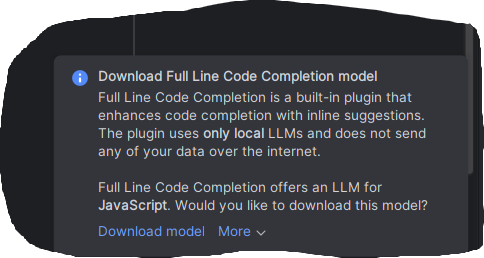 Download Full Line Code Completion model
Full Line Code Completion is a built-in plugin that
enhances code completion with inline suggestions.
The plugin uses only local LLMs and does not send
any of your data over the internet.
Full Line Code Completion offers an LLM for
JavaScript. Would you like to download this model?
Download model More